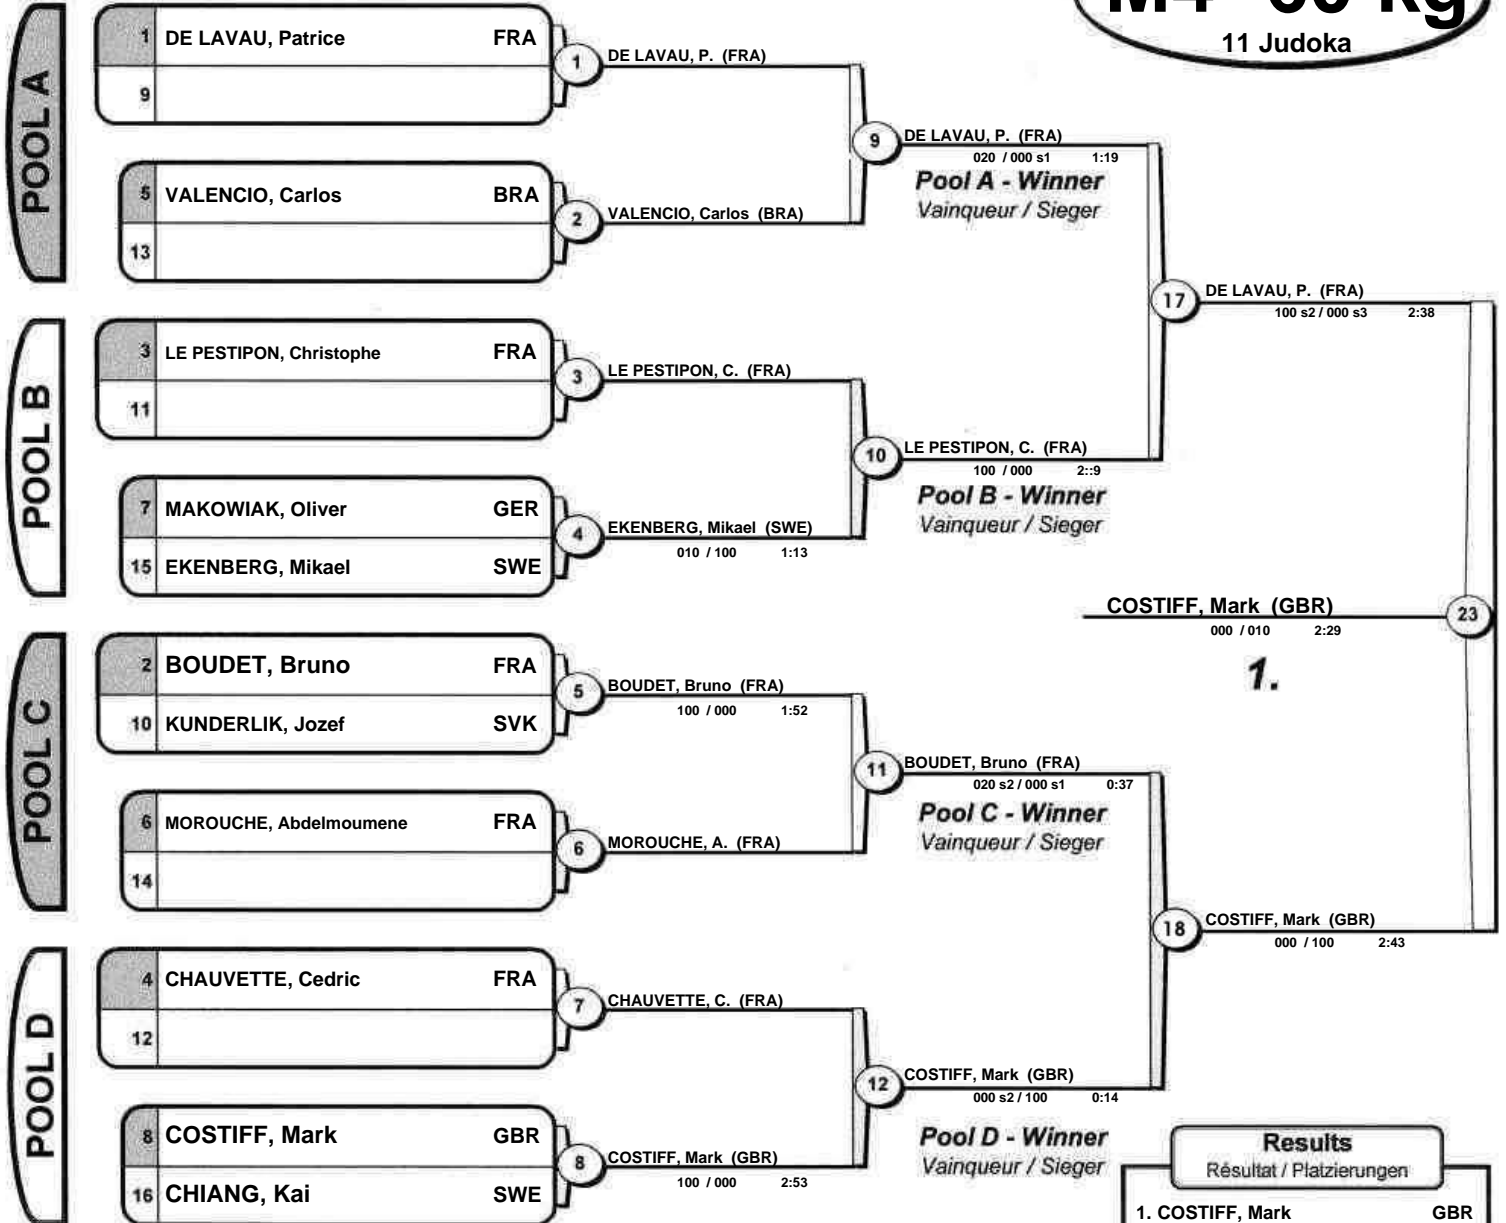 M4 -60 kg
11 Judoka
POOL A
1 DE LAVAU, Patrice FRA
9
1 DE LAVAU, P. (FRA)
5 VALENCIO, Carlos BRA
13
2 VALENCIO, Carlos (BRA)
9 DE LAVAU, P. (FRA)
020 / 000 s1 1:19
Pool A - Winner
Vainqueur / Sieger
POOL B
3 LE PESTIPON, Christophe FRA
11
3 LE PESTIPON, C. (FRA)
7 MAKOWIAK, Oliver GER
15 EKENBERG, Mikael SWE
4 EKENBERG, Mikael (SWE)
010 / 100 1:13
10 LE PESTIPON, C. (FRA)
100 / 000 2::9
Pool B - Winner
Vainqueur / Sieger
17 DE LAVAU, P. (FRA)
100 s2 / 000 s3 2:38
COSTIFF, Mark (GBR) 23
000 / 010 2:29
1.
POOL C
2 BOUDET, Bruno FRA
10 KUNDERLIK, Jozef SVK
5 BOUDET, Bruno (FRA)
100 / 000 1:52
6 MOROUCHE, Abdelmoumene FRA
14
6 MOROUCHE, A. (FRA)
11 BOUDET, Bruno (FRA)
020 s2 / 000 s1 0:37
Pool C - Winner
Vainqueur / Sieger
POOL D
4 CHAUVETTE, Cedric FRA
12
7 CHAUVETTE, C. (FRA)
8 COSTIFF, Mark GBR
16 CHIANG, Kai SWE
8 COSTIFF, Mark (GBR)
100 / 000 2:53
12 COSTIFF, Mark (GBR)
000 s2 / 100 0:14
Pool D - Winner
Vainqueur / Sieger
18 COSTIFF, Mark (GBR)
000 / 100 2:43
Results
Résultat / Platzierungen
1. COSTIFF, Mark GBR